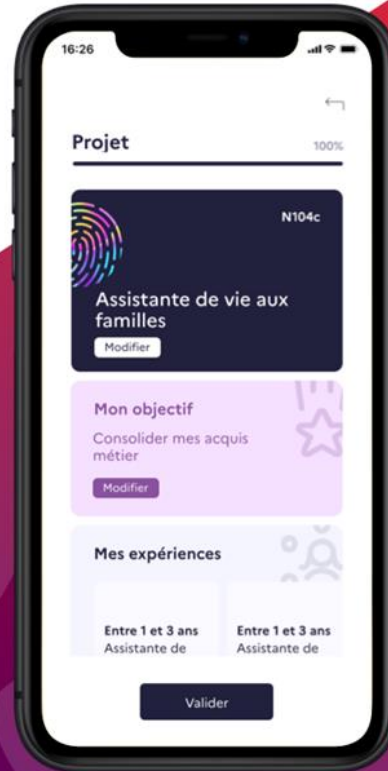 16:26
Projet
100%
N104c
Assistante de vie aux
familles
Modifier
Mon objectif
Consolider mes acquis
métier
Modifier
Mes expériences
Entre 1 et 3 ans
Assistante de
Entre 1 et 3 ans
Assistante de
Valider